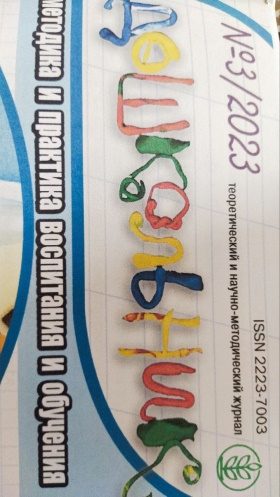 ISSN 2223-7003
№3/2023
теоретический и научно-методический журнал
дошкольник.
методика и практика воспитания и обучения